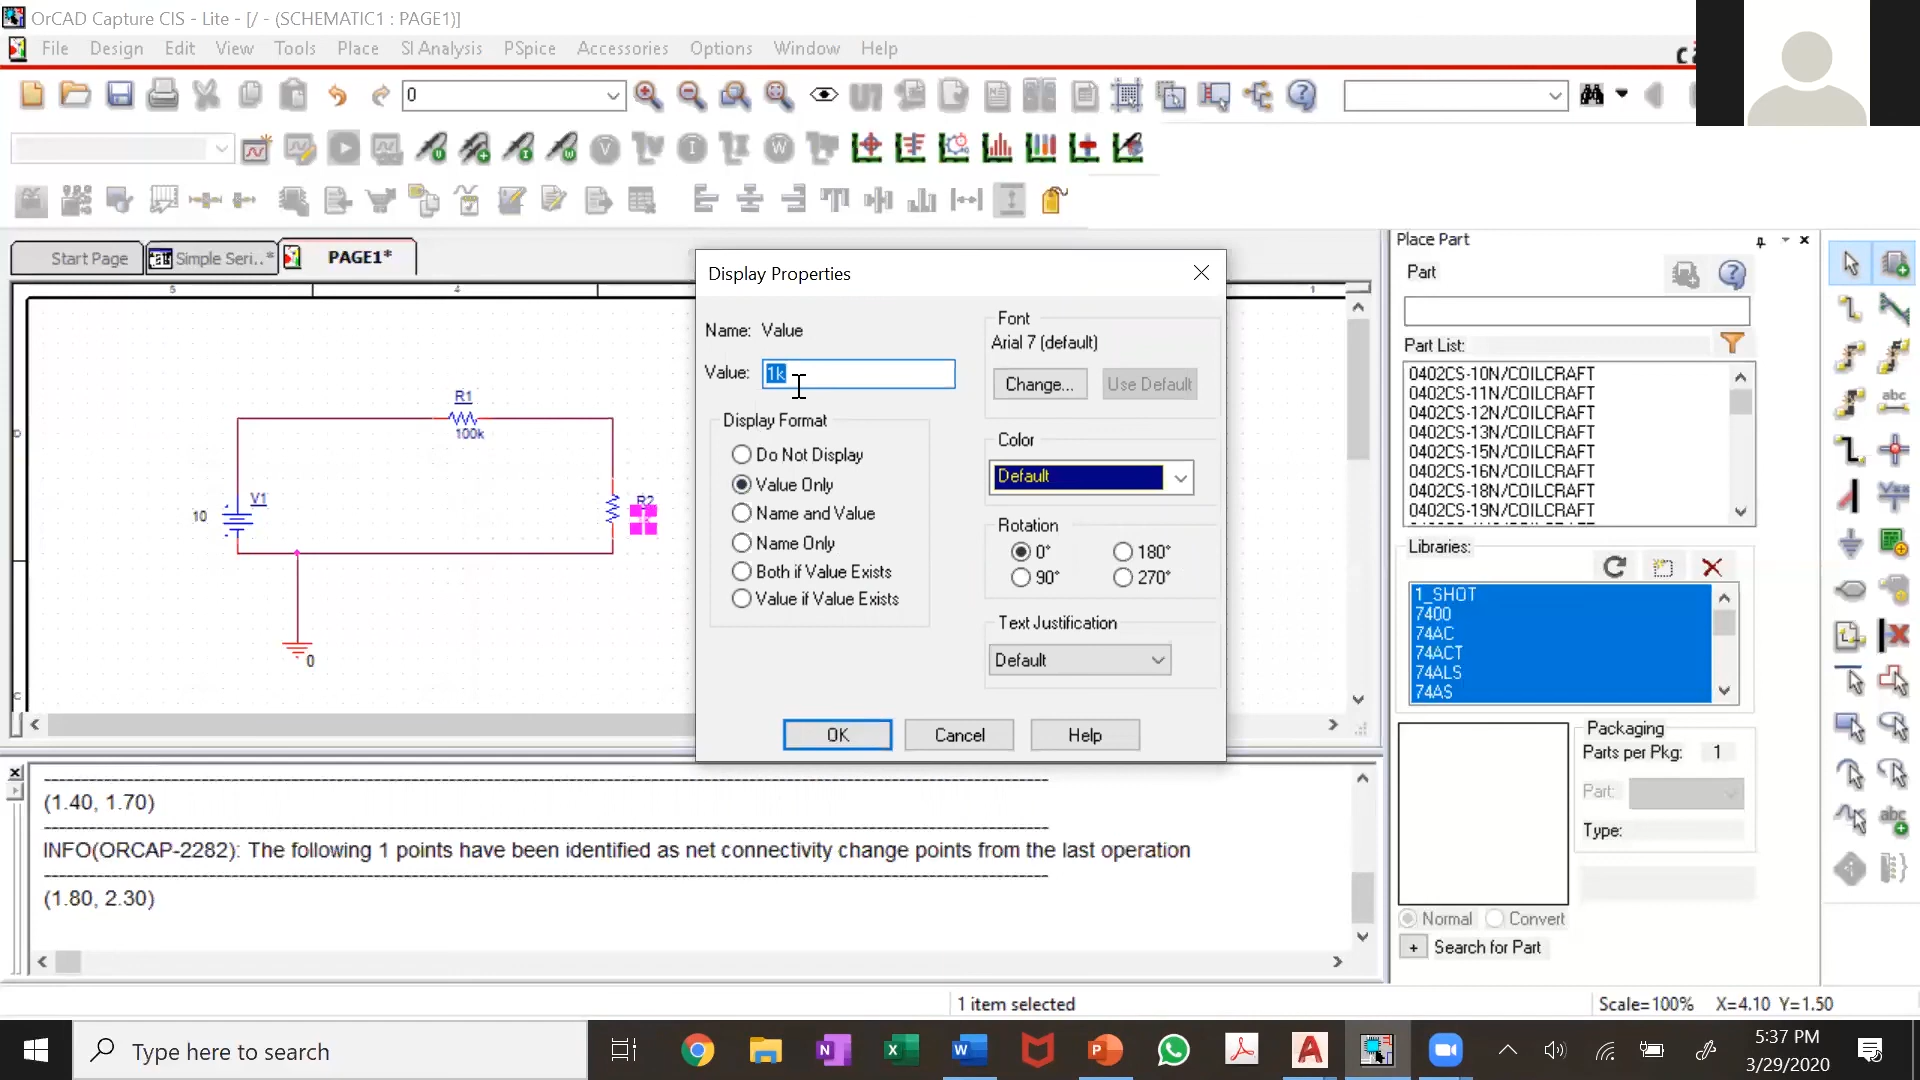 OrCAD Capture CIS - Lite - [/ - (SCHEMATIC1 : PAGE1)]
File Design Edit View Tools Place SI Analysis PSpice Accessories Options Window Help
0
Start Page
Simple Seri..*
PAGE1*
5 4 1
D
C
R1
100k
V1
10
R2
0
Display Properties
Name: Value
Value: 1k
Display Format
Do Not Display
Value Only
Name and Value
Name Only
Both if Value Exists
Value if Value Exists
Font
Arial 7 (default)
Change...
Use Default
Color
Default
Rotation
0° 180°
90° 270°
Text Justification
Default
OK Cancel Help
Place Part
Part
Part List:
0402CS-10N/COILCRAFT
0402CS-11N/COILCRAFT
0402CS-12N/COILCRAFT
0402CS-13N/COILCRAFT
0402CS-15N/COILCRAFT
0402CS-16N/COILCRAFT
0402CS-18N/COILCRAFT
0402CS-19N/COILCRAFT
Libraries:
1_SHOT
7400
74AC
74ACT
74ALS
74AS
Packaging
Parts per Pkg: 1
Part:
Type:
Normal Convert
+ Search for Part
(1.40, 1.70)
INFO(ORCAP-2282): The following 1 points have been identified as net connectivity change points from the last operation
(1.80, 2.30)
1 item selected
Scale=100% X=4.10 Y=1.50
Type here to search
5:37 PM
3/29/2020